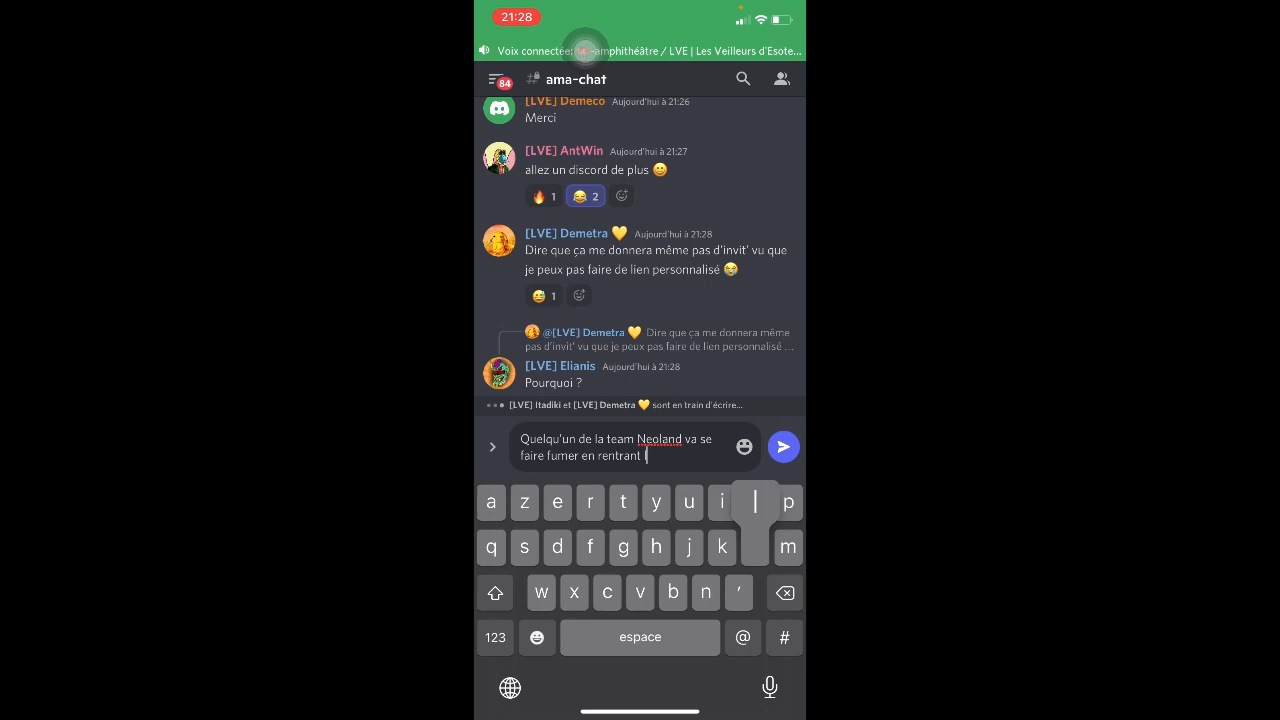 21:28
Voix connectée: amphithéâtre / LVE | Les Veilleurs d'Esote...
84
# ama-chat
[LVE] Demeco Aujourd'hui à 21:26
Merci
[LVE] AntWin Aujourd'hui à 21:27
allez un discord de plus 😀
🔥 1 😂 2
[LVE] Demetra 💛 Aujourd'hui à 21:28
Dire que ça me donnera même pas d'invit' vu que
je peux pas faire de lien personnalisé 😭
😅 1
@[LVE] Demetra 💛 Dire que ça me donnera même
pas d'invit' vu que je peux pas faire de lien personnalisé ...
[LVE] Elianis Aujourd'hui à 21:28
Pourquoi ?
[LVE] Itadiki et [LVE] Demetra 💛 sont en train d'écrire...
Quelqu'un de la team Neoland va se
faire fumer en rentrant l
a z e r t y u i p
q s d f g h j k l m
w x c v b n '
123 espace @ #